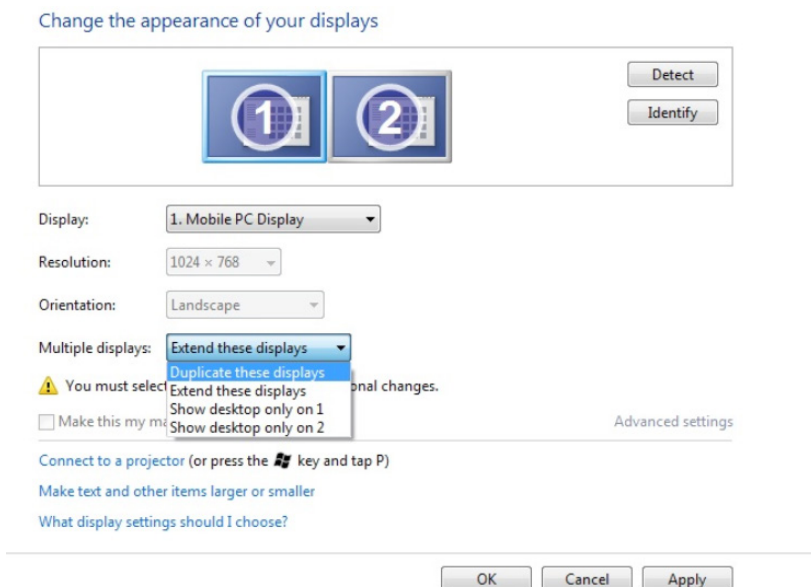 Change the appearance of your displays
1 2
Detect
Identify
Display: 1. Mobile PC Display
Resolution: 1024 × 768
Orientation: Landscape
Multiple displays: Extend these displays
Duplicate these displays
You must selec onal changes.
Extend these displays
Show desktop only on 1
Make this my ma Advanced settings
Show desktop only on 2
Connect to a projector (or press the key and tap P)
Make text and other items larger or smaller
What display settings should I choose?
OK Cancel Apply